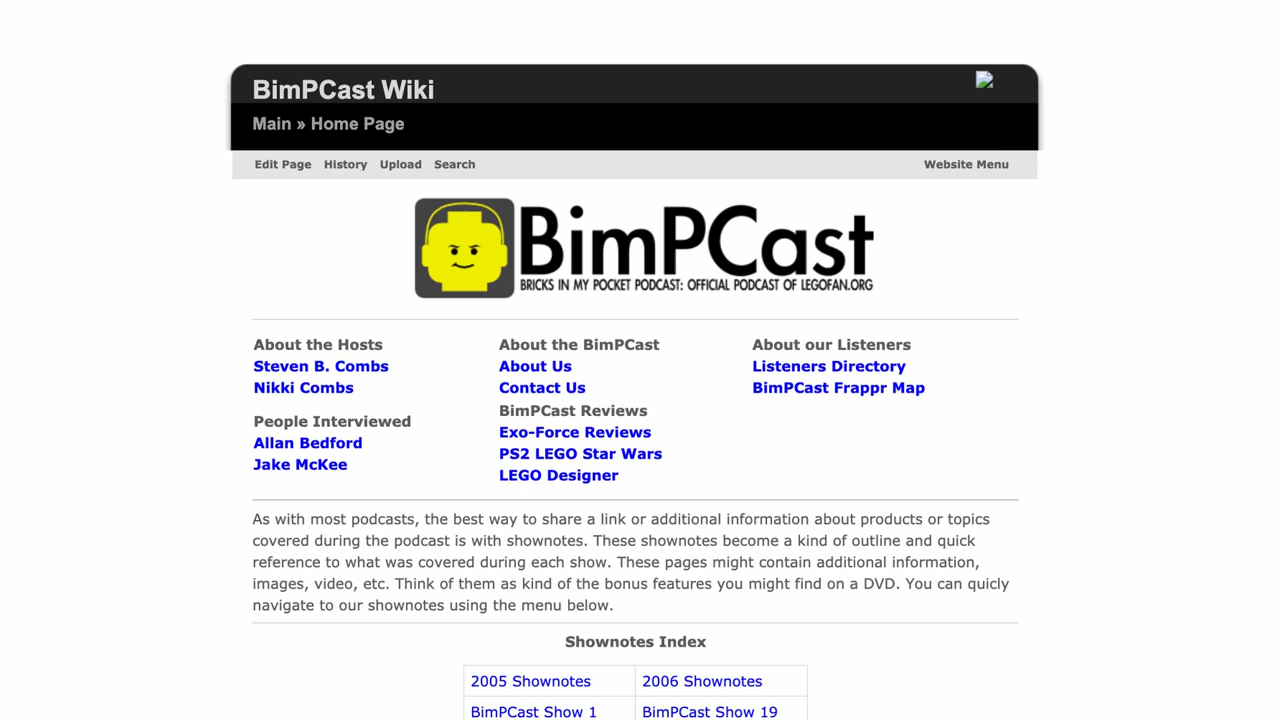 BimPCast Wiki
Main » Home Page
Edit Page History Upload Search Website Menu
BimPCast
BRICKS IN MY POCKET PODCAST: OFFICIAL PODCAST OF LEGOFAN.ORG
About the Hosts
Steven B. Combs
Nikki Combs
People Interviewed
Allan Bedford
Jake McKee
About the BimPCast
About Us
Contact Us
BimPCast Reviews
Exo-Force Reviews
PS2 LEGO Star Wars
LEGO Designer
About our Listeners
Listeners Directory
BimPCast Frappr Map
As with most podcasts, the best way to share a link or additional information about products or topics
covered during the podcast is with shownotes. These shownotes become a kind of outline and quick
reference to what was covered during each show. These pages might contain additional information,
images, video, etc. Think of them as kind of the bonus features you might find on a DVD. You can quicly
navigate to our shownotes using the menu below.
Shownotes Index
2005 Shownotes 2006 Shownotes
BimPCast Show 1 BimPCast Show 19